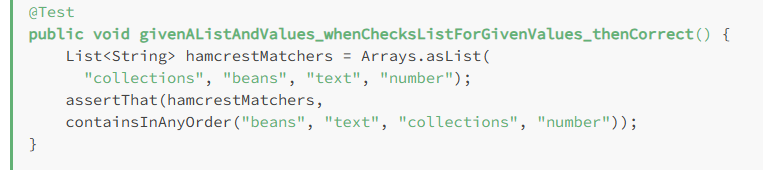 @Test
public void givenAListAndValues_whenChecksListForGivenValues_thenCorrect() {
List<String> hamcrestMatchers = Arrays.asList(
"collections", "beans", "text", "number");
assertThat(hamcrestMatchers,
containsInAnyOrder("beans", "text", "collections", "number"));
}